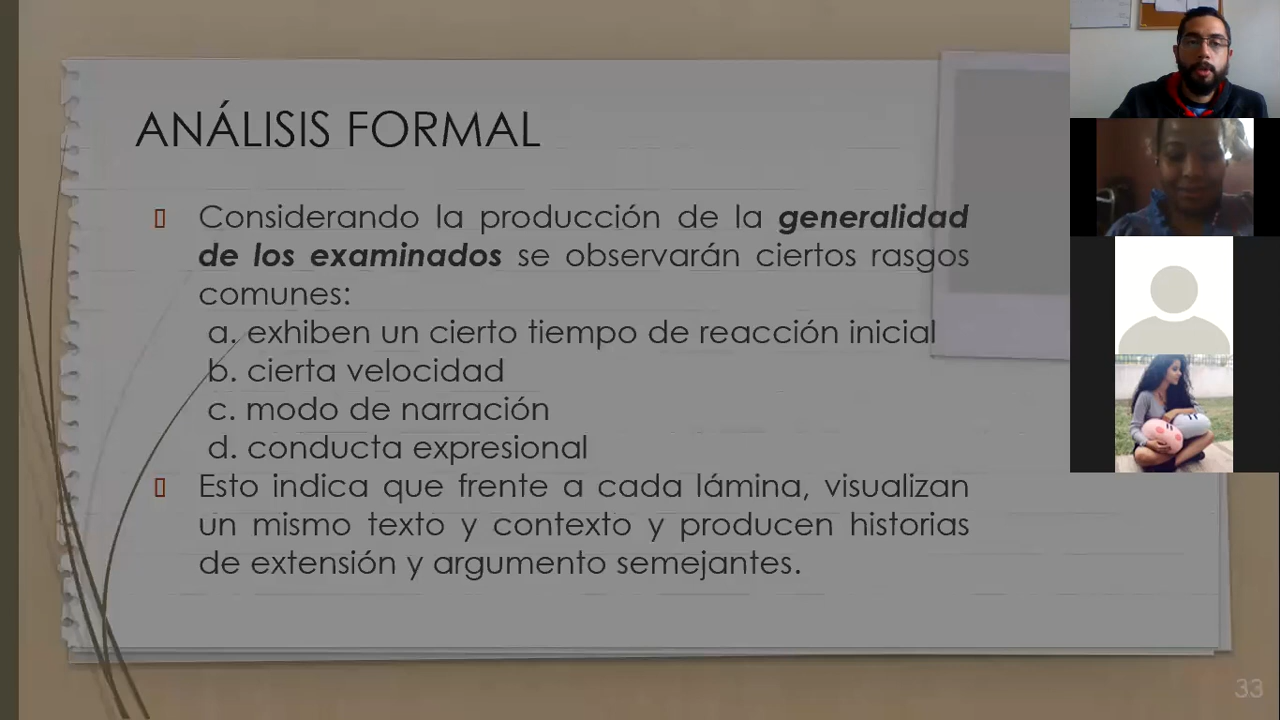 ANÁLISIS FORMAL
Considerando la producción de la generalidad
de los examinados se observarán ciertos rasgos
comunes:
a. exhiben un cierto tiempo de reacción inicial
b. cierta velocidad
c. modo de narración
d. conducta expresional
Esto indica que frente a cada lámina, visualizan
un mismo texto y contexto y producen historias
de extensión y argumento semejantes.
33